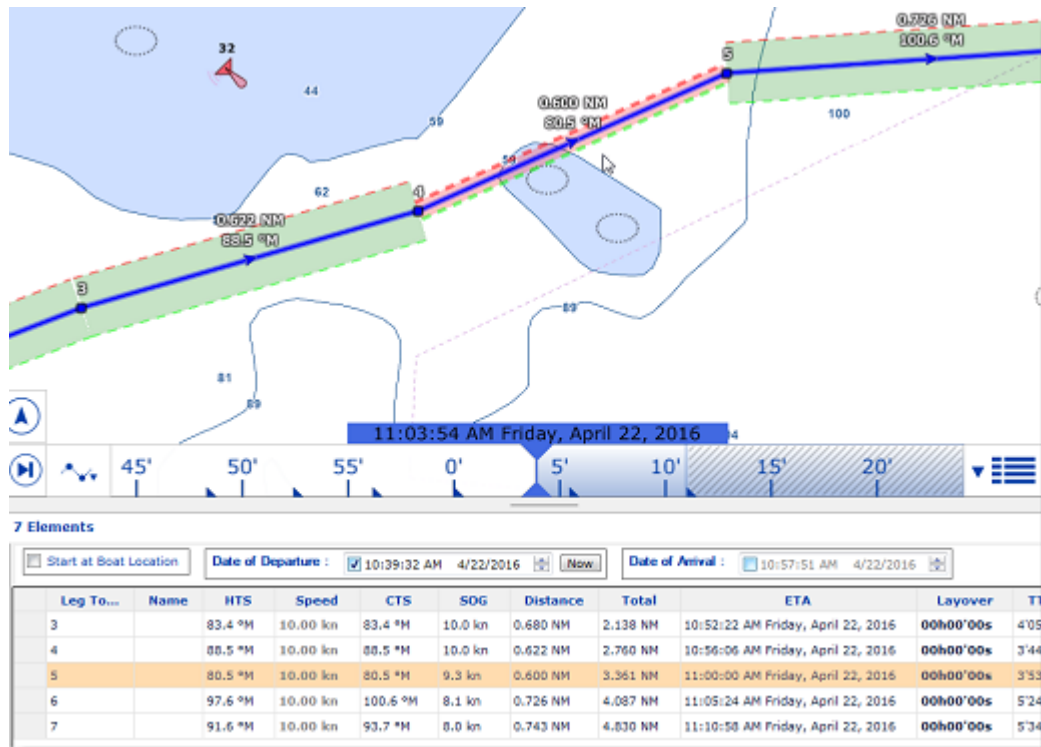 0.726 NM
100.6 °M
32
5
44
0.600 NM
80.5 °M
59
100
59
62
4
0.622 NM
88.5 °M
3
89
81
89
11:03:54 AM Friday, April 22, 2016
45' 50' 55' 0' 5' 10' 15' 20'
7 Elements
Start at Boat Location Date of Departure : 10:39:32 AM 4/22/2016 Now Date of Arrival : 10:57:51 AM 4/22/2016
Leg To... Name HTS Speed CTS SOG Distance Total ETA Layover TT
3 83.4 °M 10.00 kn 83.4 °M 10.0 kn 0.680 NM 2.138 NM 10:52:22 AM Friday, April 22, 2016 00h00'00s 4'05
4 88.5 °M 10.00 kn 88.5 °M 10.0 kn 0.622 NM 2.760 NM 10:56:06 AM Friday, April 22, 2016 00h00'00s 3'44
5 80.5 °M 10.00 kn 80.5 °M 9.3 kn 0.600 NM 3.361 NM 11:00:00 AM Friday, April 22, 2016 00h00'00s 3'53
6 97.6 °M 10.00 kn 100.6 °M 8.1 kn 0.726 NM 4.087 NM 11:05:24 AM Friday, April 22, 2016 00h00'00s 5'24
7 91.6 °M 10.00 kn 93.7 °M 8.0 kn 0.743 NM 4.830 NM 11:10:58 AM Friday, April 22, 2016 00h00'00s 5'34